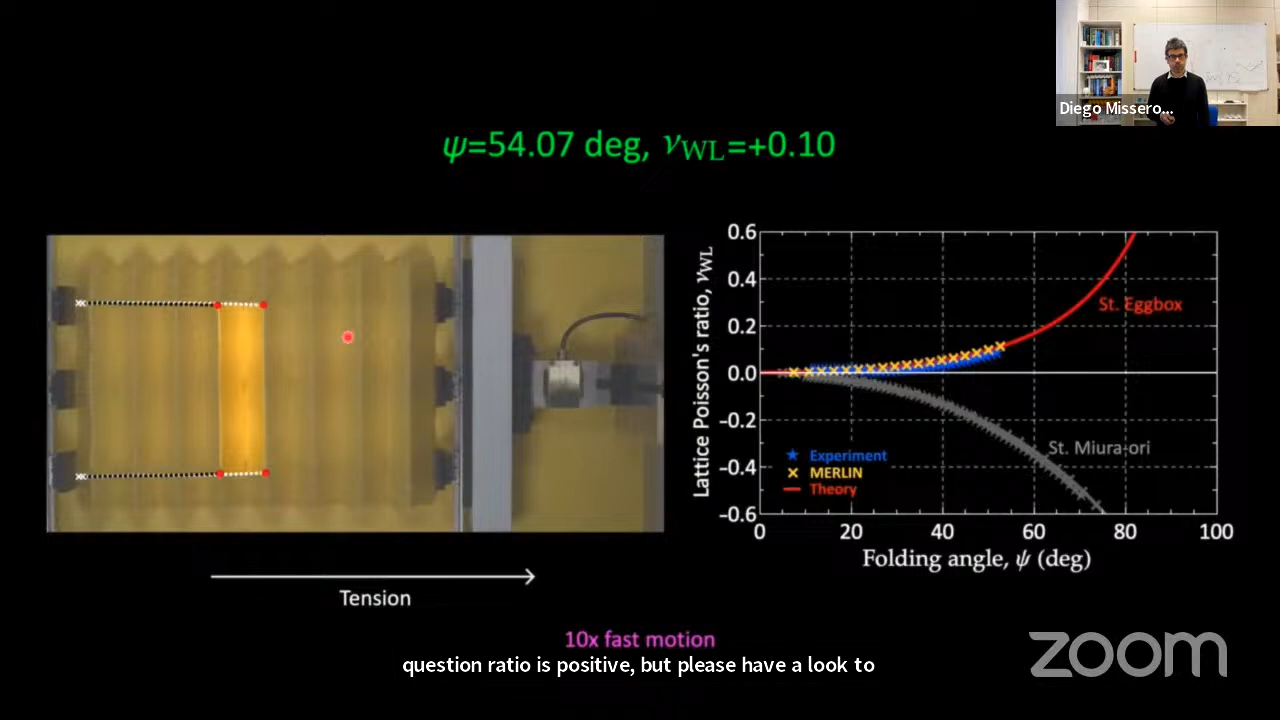 Diego Missero...
ψ=54.07 deg, νWL=+0.10
0.6
0.4
0.2
0.0
−0.2
−0.4
−0.6
Lattice Poisson's ratio, νWL
St. Eggbox
St. Miura-ori
Experiment
MERLIN
Theory
0 20 40 60 80 100
Folding angle, ψ (deg)
Tension
10x fast motion
question ratio is positive, but please have a look to
zoom